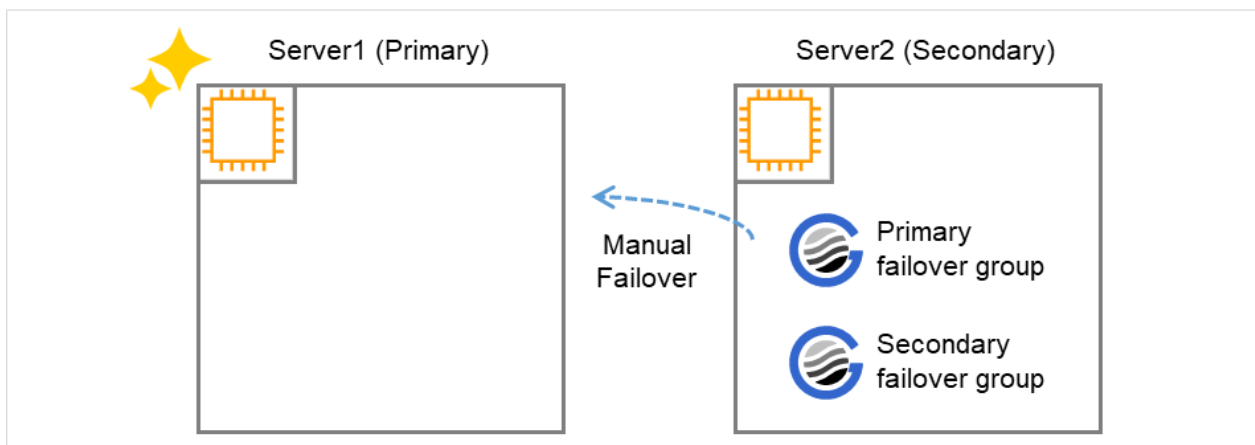 Server1 (Primary)
Server2 (Secondary)
Manual
Failover
Primary
failover group
Secondary
failover group